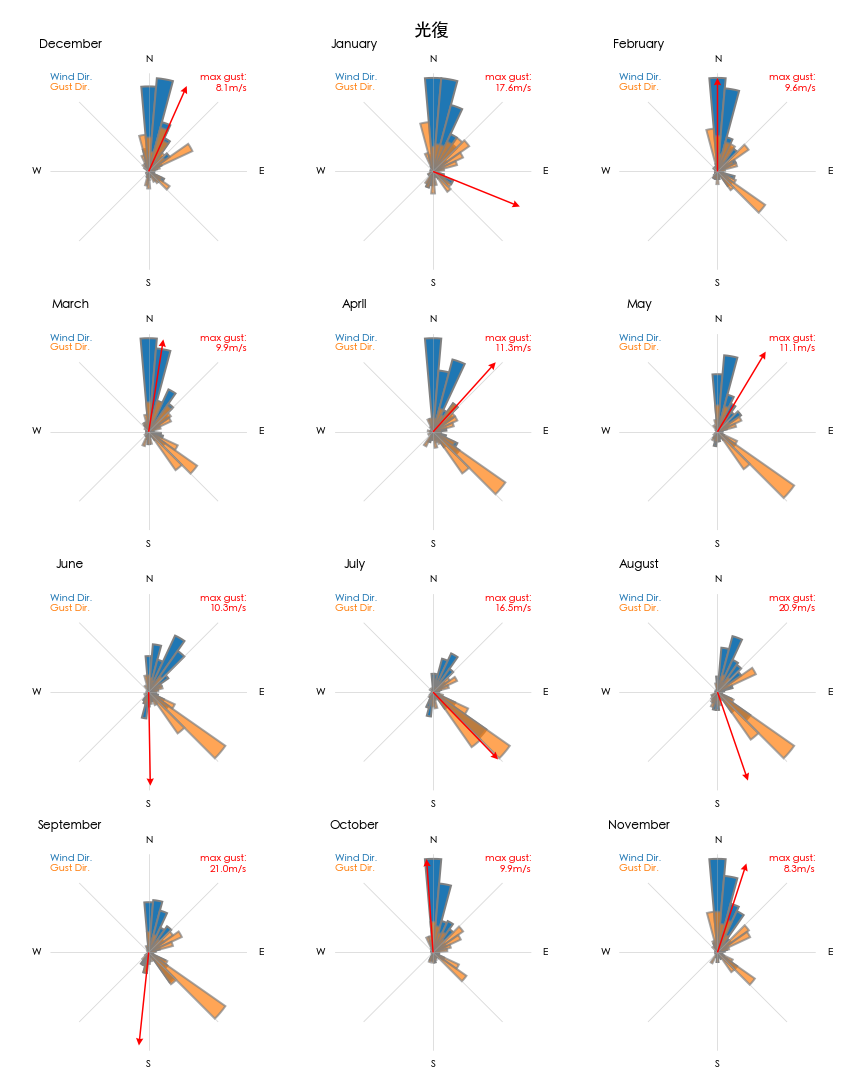 光復
December
N
Wind Dir.
Gust Dir.
max gust:
8.1m/s
W
E
S
January
N
Wind Dir.
Gust Dir.
max gust:
17.6m/s
W
E
S
February
N
Wind Dir.
Gust Dir.
max gust:
9.6m/s
W
E
S
March
N
Wind Dir.
Gust Dir.
max gust:
9.9m/s
W
E
S
April
N
Wind Dir.
Gust Dir.
max gust:
11.3m/s
W
E
S
May
N
Wind Dir.
Gust Dir.
max gust:
11.1m/s
W
E
S
June
N
Wind Dir.
Gust Dir.
max gust:
10.3m/s
W
E
S
July
N
Wind Dir.
Gust Dir.
max gust:
16.5m/s
W
E
S
August
N
Wind Dir.
Gust Dir.
max gust:
20.9m/s
W
E
S
September
N
Wind Dir.
Gust Dir.
max gust:
21.0m/s
W
E
S
October
N
Wind Dir.
Gust Dir.
max gust:
9.9m/s
W
E
S
November
N
Wind Dir.
Gust Dir.
max gust:
8.3m/s
W
E
S